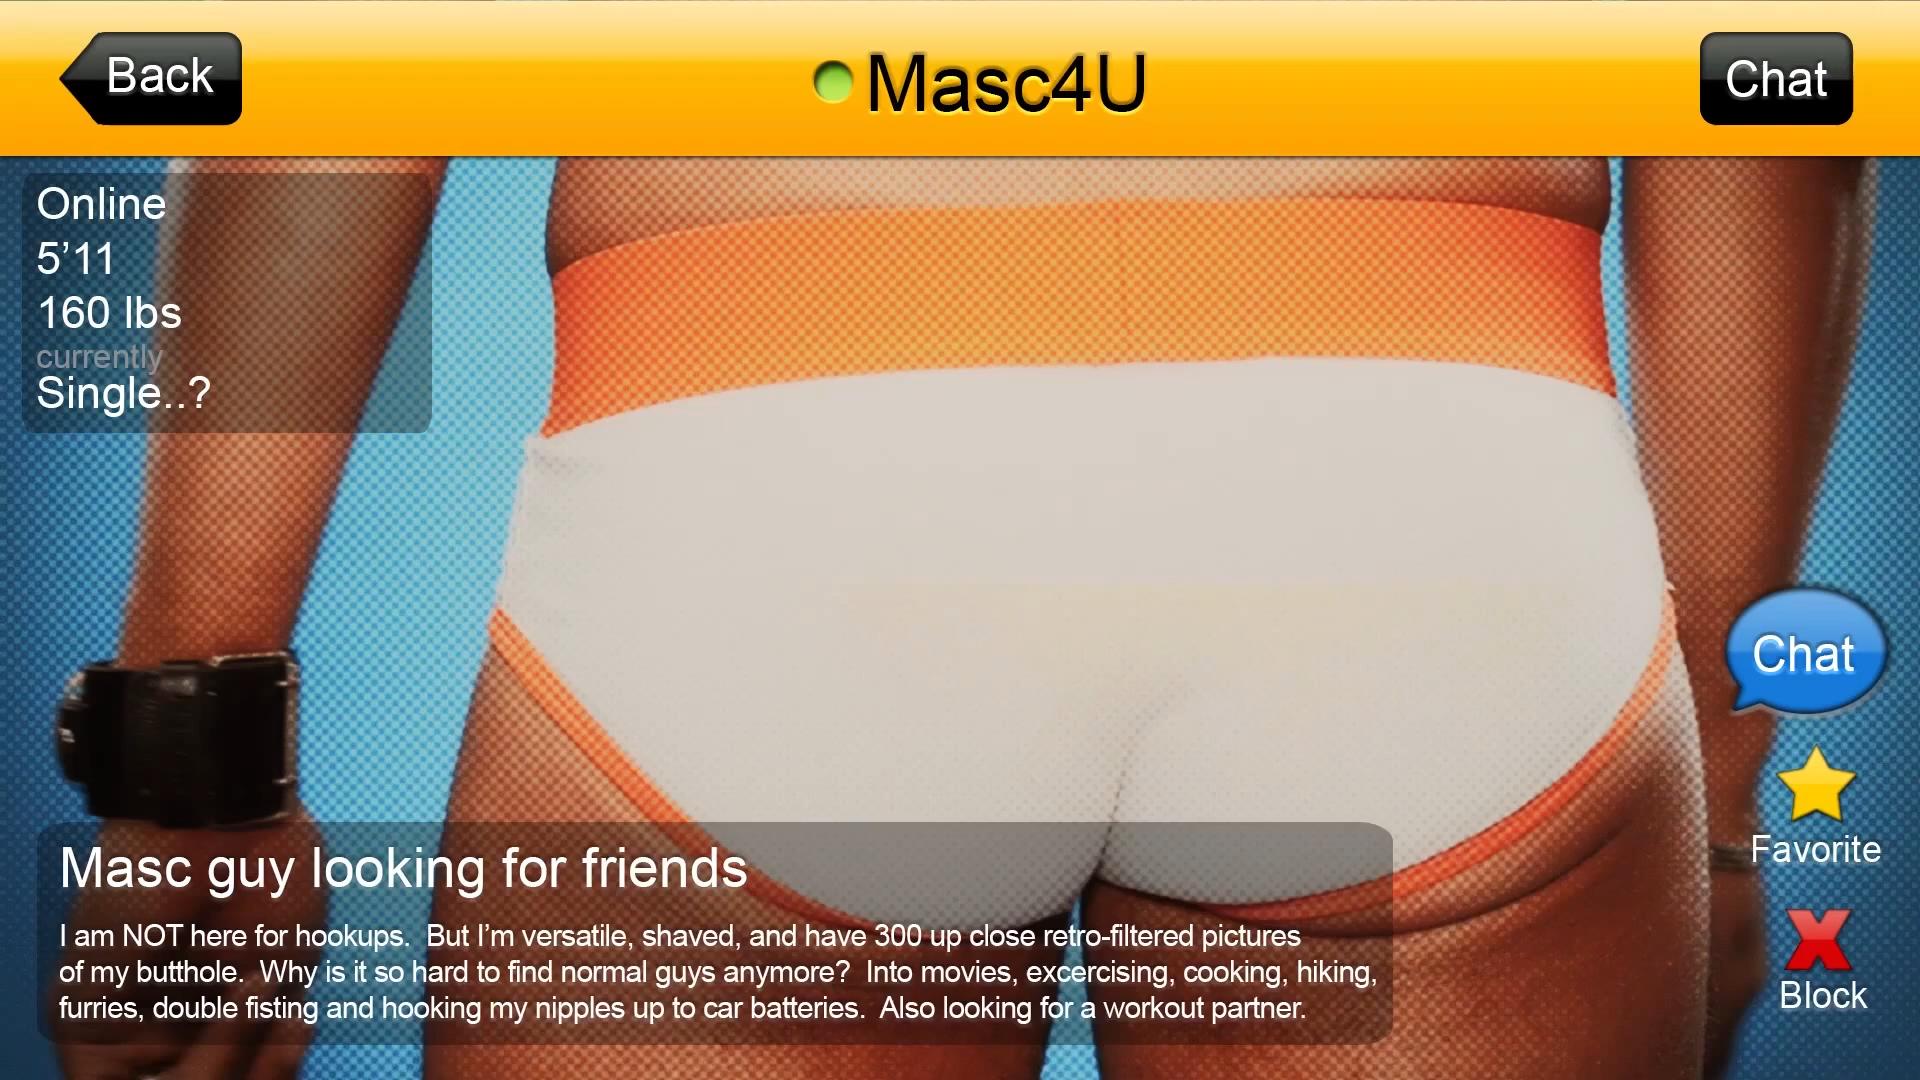 Back
Masc4U
Chat
Online
5’11
160 lbs
currently
Single..?
Chat
Favorite
Block
Masc guy looking for friends
I am NOT here for hookups.  But I’m versatile, shaved, and have 300 up close retro-filtered pictures
of my butthole.  Why is it so hard to find normal guys anymore?  Into movies, excercising, cooking, hiking,
furries, double fisting and hooking my nipples up to car batteries.  Also looking for a workout partner.